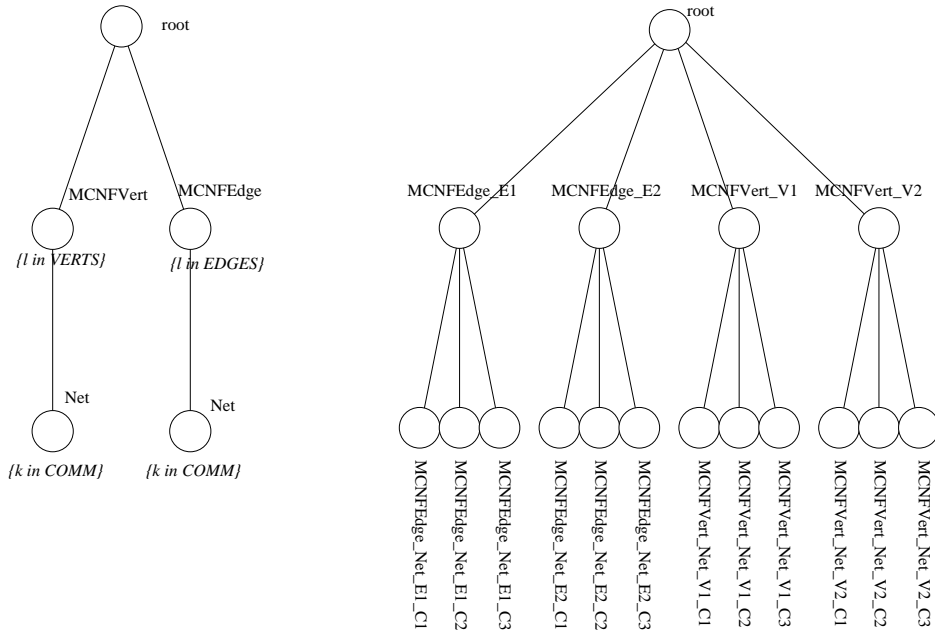 root
MCNFVert
MCNFEdge
{l in VERTS}
{l in EDGES}
Net
Net
{k in COMM}
{k in COMM}
root
MCNFEdge_E1
MCNFEdge_E2
MCNFVert_V1
MCNFVert_V2
MCNFEdge_Net_E1_C1
MCNFEdge_Net_E1_C2
MCNFEdge_Net_E1_C3
MCNFEdge_Net_E2_C1
MCNFEdge_Net_E2_C2
MCNFEdge_Net_E2_C3
MCNFVert_Net_V1_C1
MCNFVert_Net_V1_C2
MCNFVert_Net_V1_C3
MCNFVert_Net_V2_C1
MCNFVert_Net_V2_C2
MCNFVert_Net_V2_C3